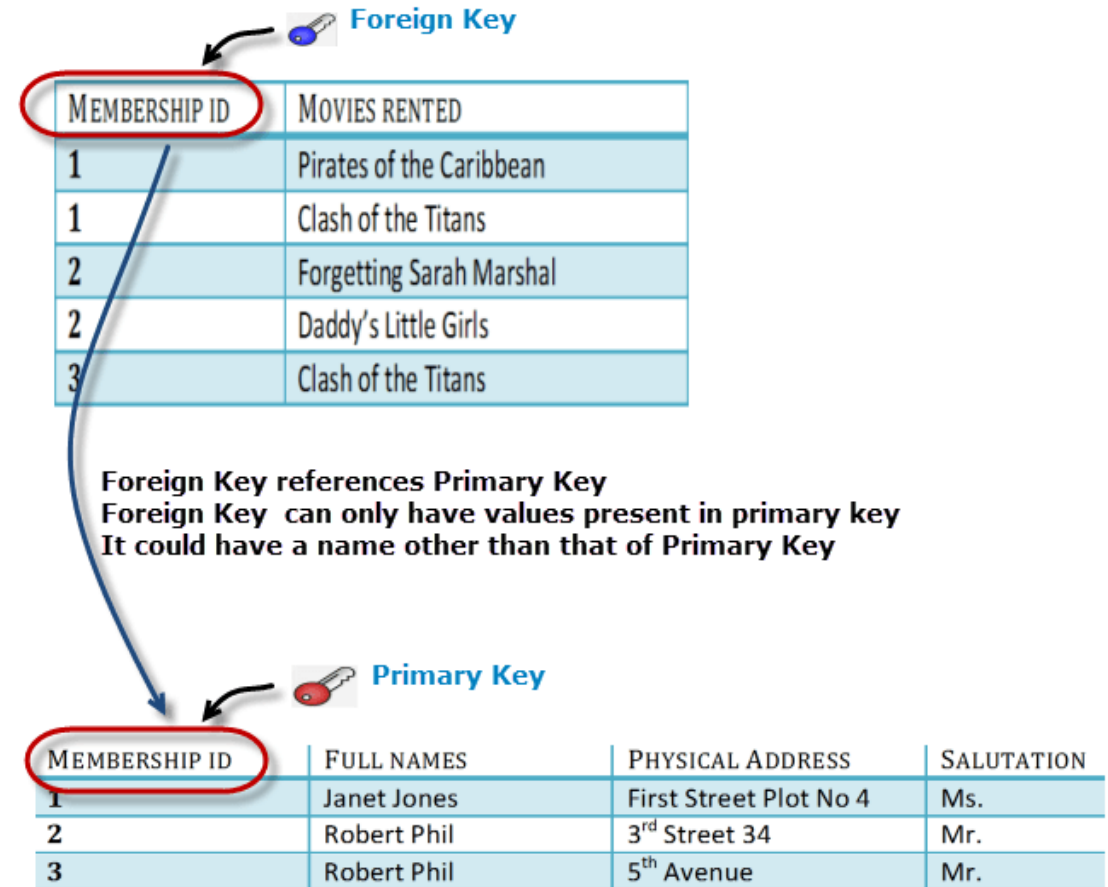 Foreign Key
MEMBERSHIP ID MOVIES RENTED
1 Pirates of the Caribbean
1 Clash of the Titans
2 Forgetting Sarah Marshal
2 Daddy's Little Girls
3 Clash of the Titans
Foreign Key references Primary Key
Foreign Key can only have values present in primary key
It could have a name other than that of Primary Key
Primary Key
MEMBERSHIP ID FULL NAMES PHYSICAL ADDRESS SALUTATION
1 Janet Jones First Street Plot No 4 Ms.
2 Robert Phil 3rd Street 34 Mr.
3 Robert Phil 5th Avenue Mr.